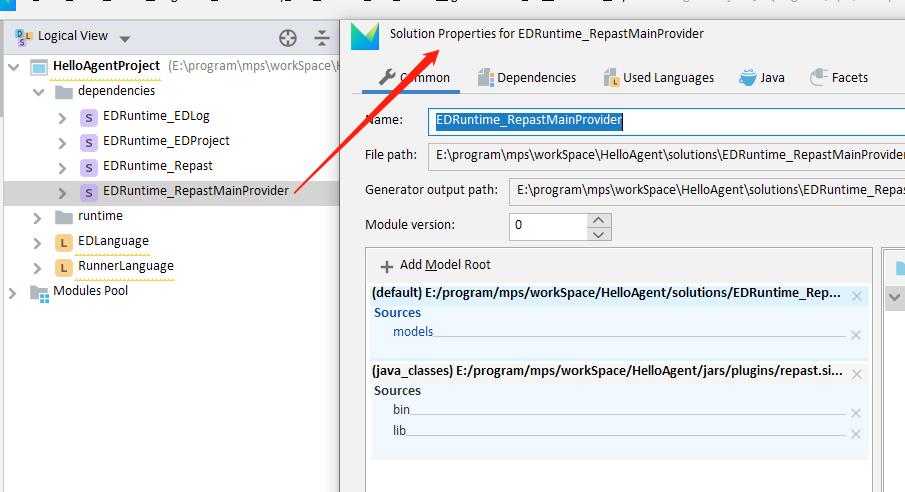 Logical View
HelloAgentProject (E:\program\mps\workSpace\
dependencies
EDRuntime_EDLog
EDRuntime_EDProject
EDRuntime_Repast
EDRuntime_RepastMainProvider
runtime
EDLanguage
RunnerLanguage
Modules Pool
Solution Properties for EDRuntime_RepastMainProvider
Common
Dependencies
Used Languages
Java
Facets
Name:
EDRuntime_RepastMainProvider
File path:
E:\program\mps\workSpace\HelloAgent\solutions\EDRuntime_RepastMainProvider
Generator output path:
E:\program\mps\workSpace\HelloAgent\solutions\EDRuntime_Repas
Module version:
0
Add Model Root
(default) E:/program/mps/workSpace/HelloAgent/solutions/EDRuntime_Rep...
Sources
models
(java_classes) E:/program/mps/workSpace/HelloAgent/jars/plugins/repast.si...
Sources
bin
lib